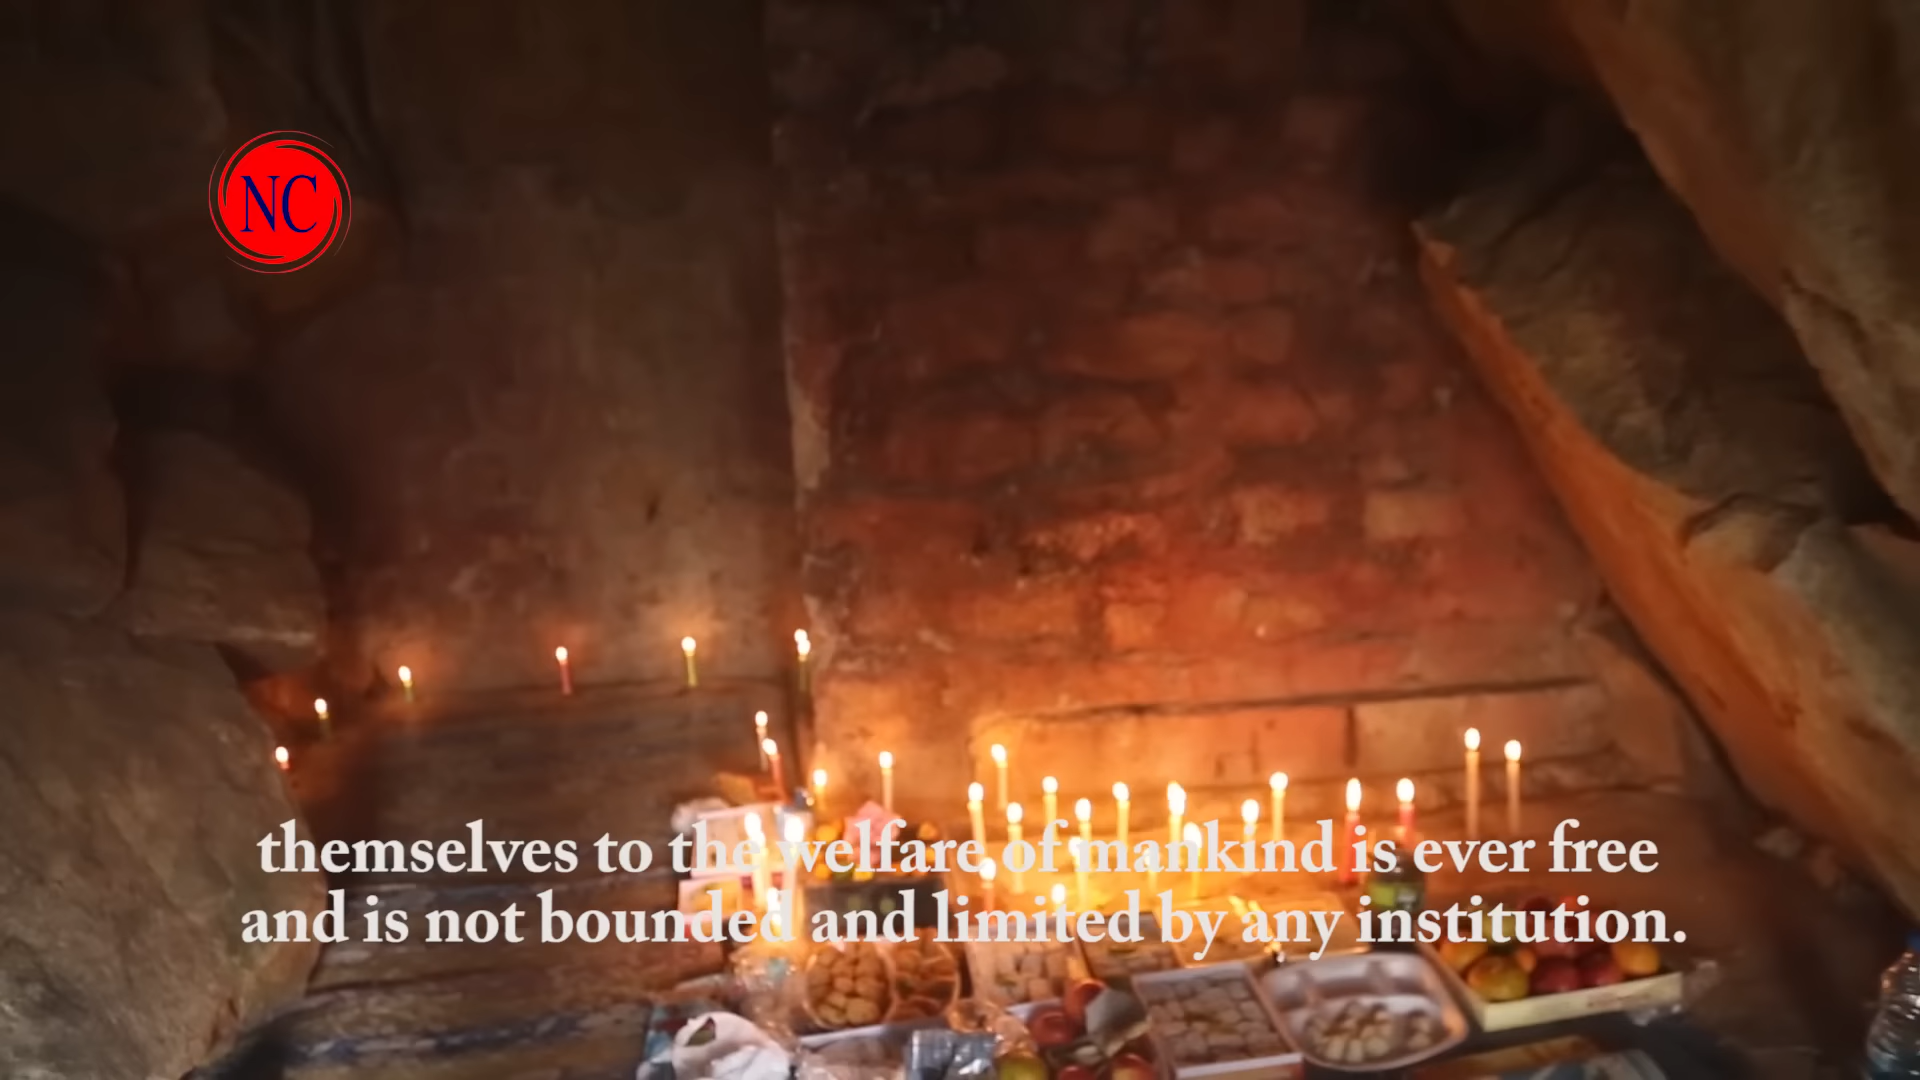 NC
themselves to the welfare of mankind is ever free
and is not bounded and limited by any institution.